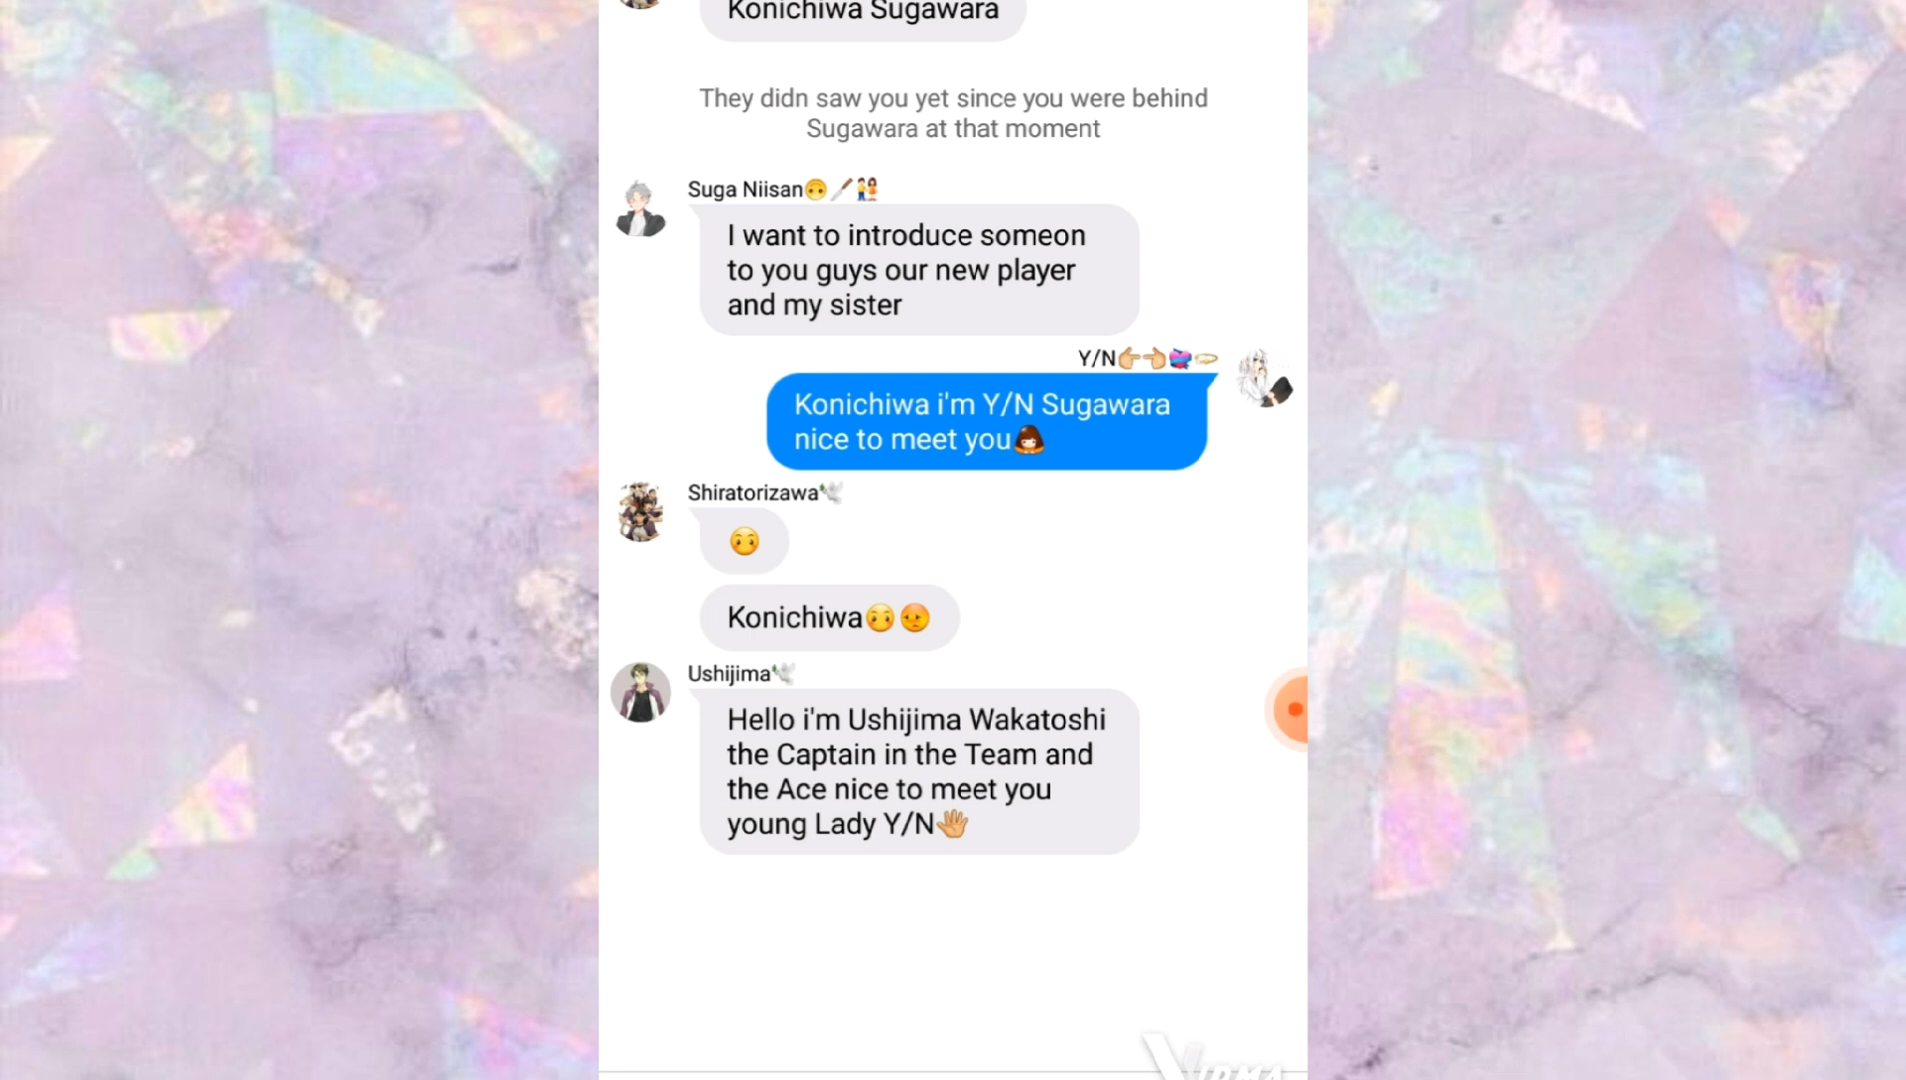 Konichiwa Sugawara
They didn saw you yet since you were behind
Sugawara at that moment
Suga Niisan🙃🔪👫
I want to introduce someon
to you guys our new player
and my sister
Y/N👉👈💝💫
Konichiwa i'm Y/N Sugawara
nice to meet you🙇‍♀️
Shiratorizawa🕊
😶
Konichiwa😶😳
Ushijima🕊
Hello i'm Ushijima Wakatoshi
the Captain in the Team and
the Ace nice to meet you
young Lady Y/N👋